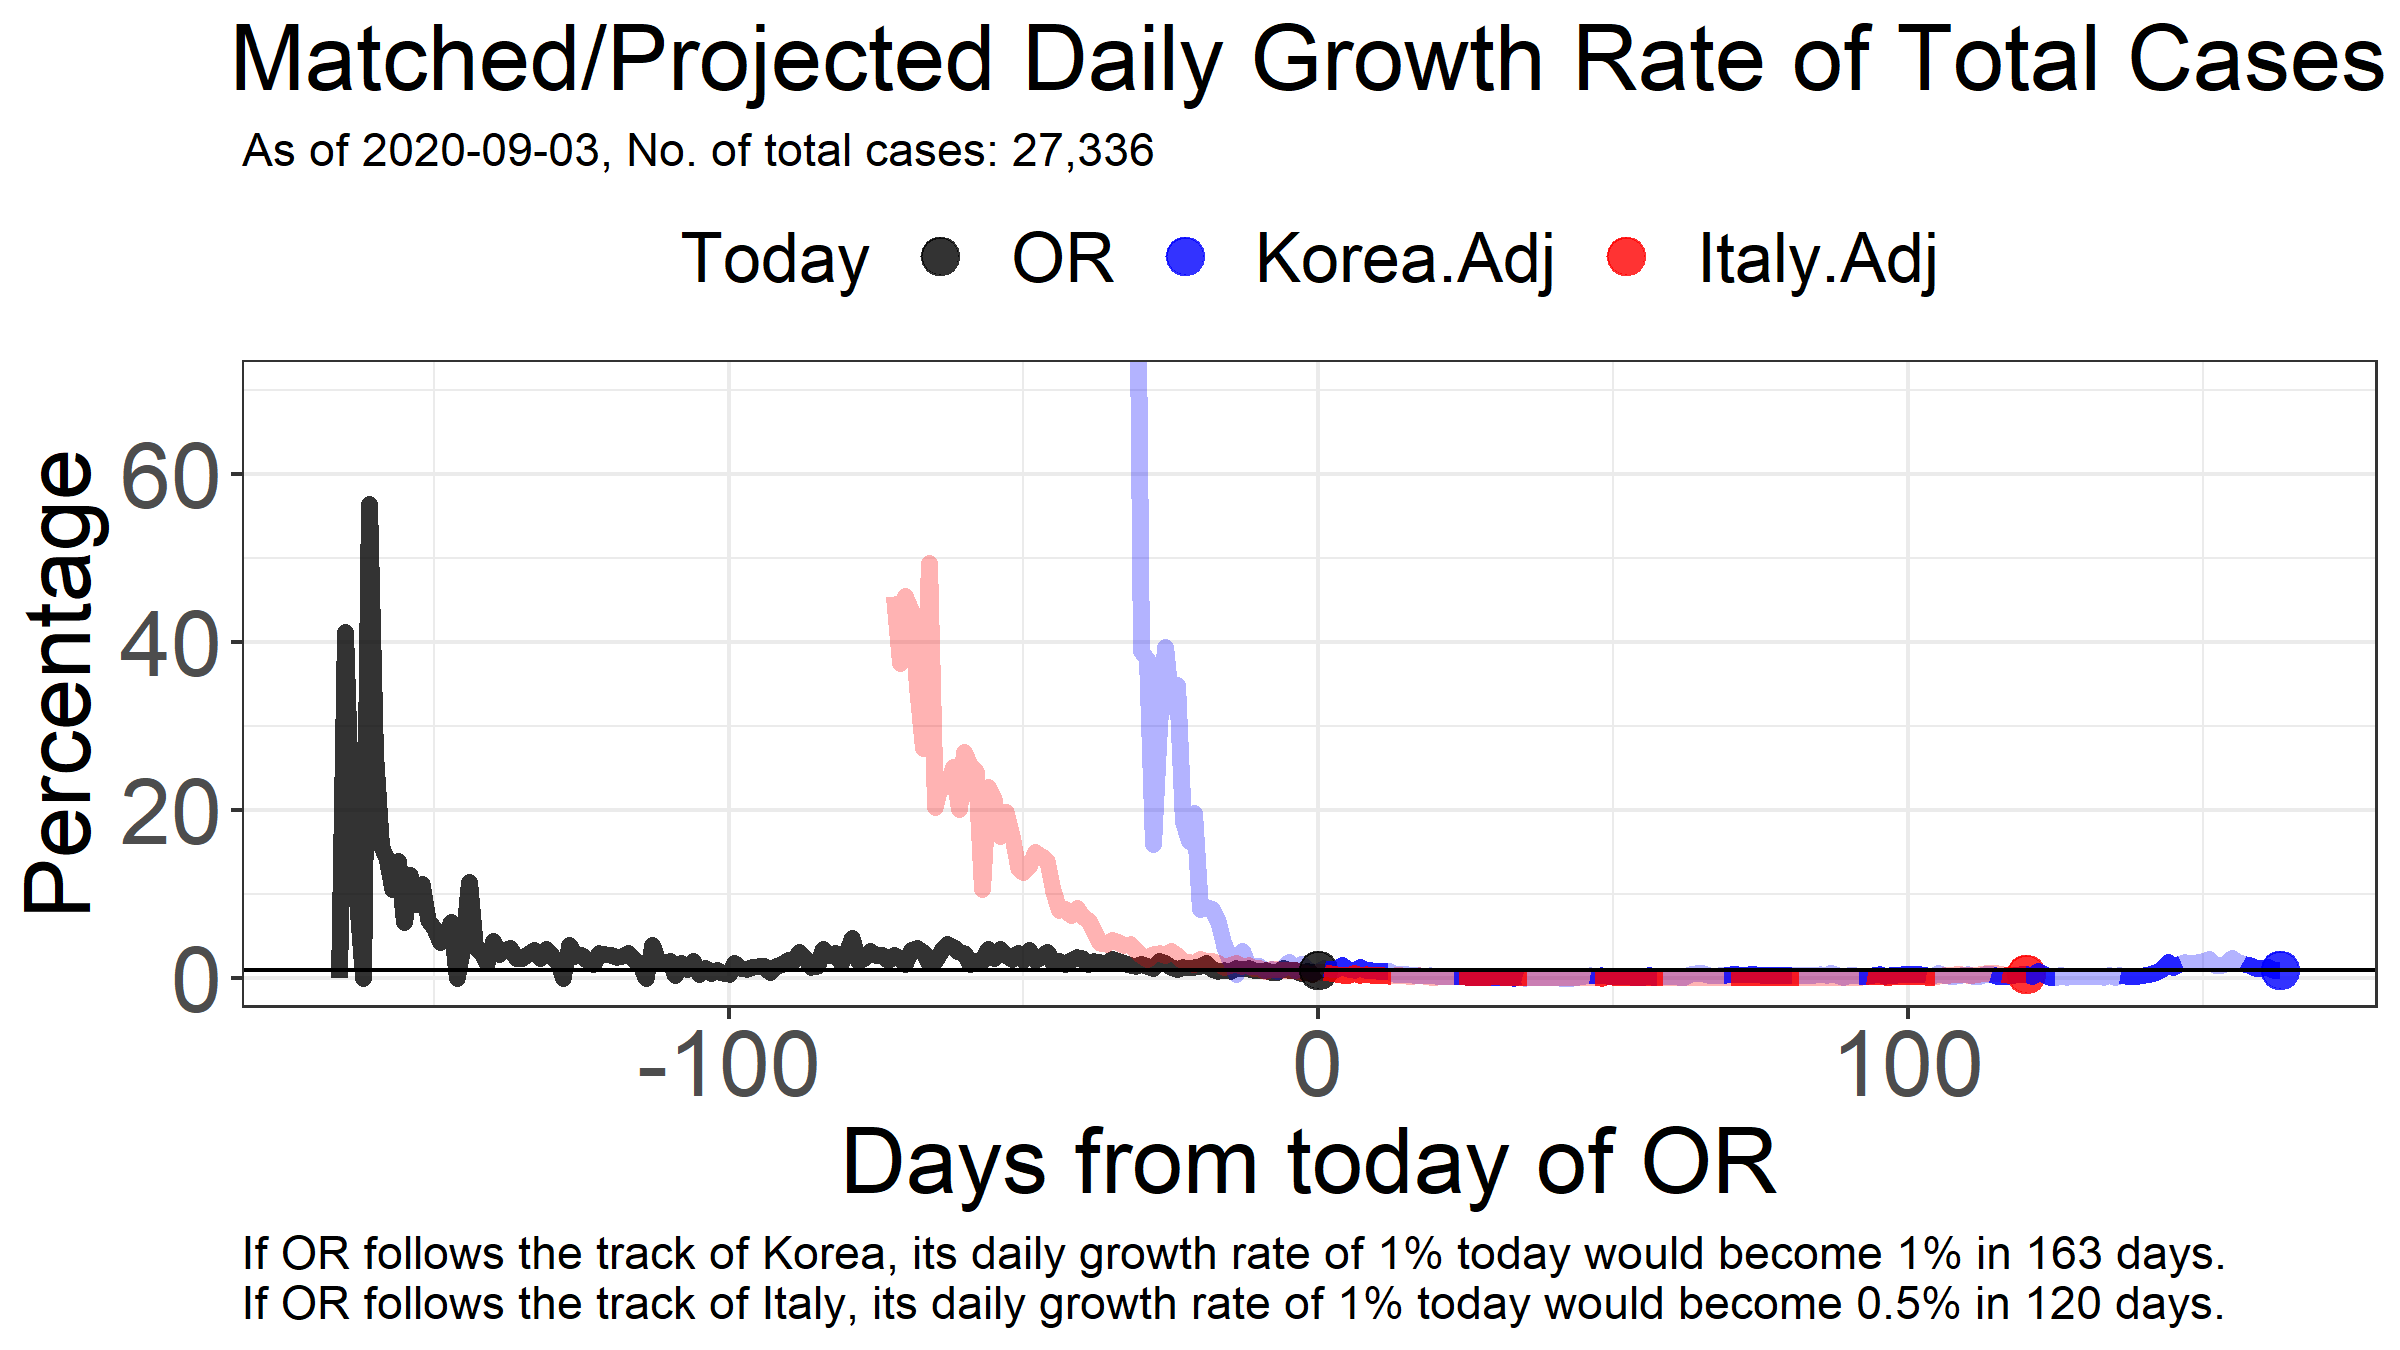 Matched/Projected Daily Growth Rate of Total Cases
As of 2020-09-03, No. of total cases: 27,336
Today OR Korea.Adj Italy.Adj
Percentage
60
40
20
0
-100 0 100
Days from today of OR
If OR follows the track of Korea, its daily growth rate of 1% today would become 1% in 163 days.
If OR follows the track of Italy, its daily growth rate of 1% today would become 0.5% in 120 days.